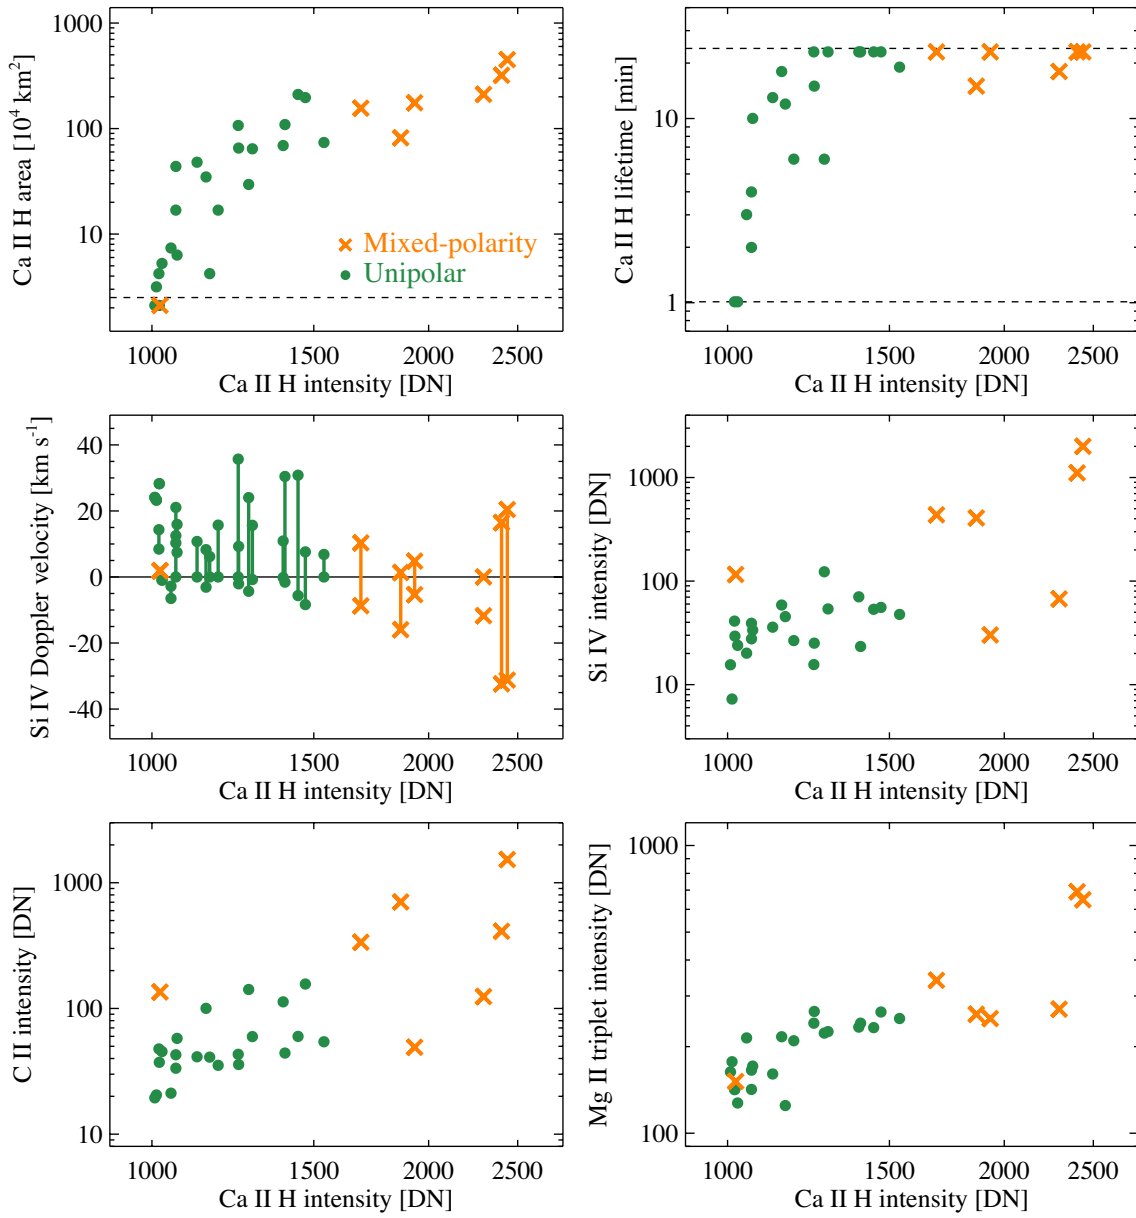 1000
100
10
Ca II H area [10⁴ km²]
Mixed-polarity
Unipolar
1000 1500 2000 2500
Ca II H intensity [DN]
10
1
Ca II H lifetime [min]
1000 1500 2000 2500
Ca II H intensity [DN]
40
20
0
-20
-40
Si IV Doppler velocity [km s⁻¹]
1000 1500 2000 2500
Ca II H intensity [DN]
1000
100
10
Si IV intensity [DN]
1000 1500 2000 2500
Ca II H intensity [DN]
1000
100
10
C II intensity [DN]
1000 1500 2000 2500
Ca II H intensity [DN]
1000
100
Mg II triplet intensity [DN]
1000 1500 2000 2500
Ca II H intensity [DN]